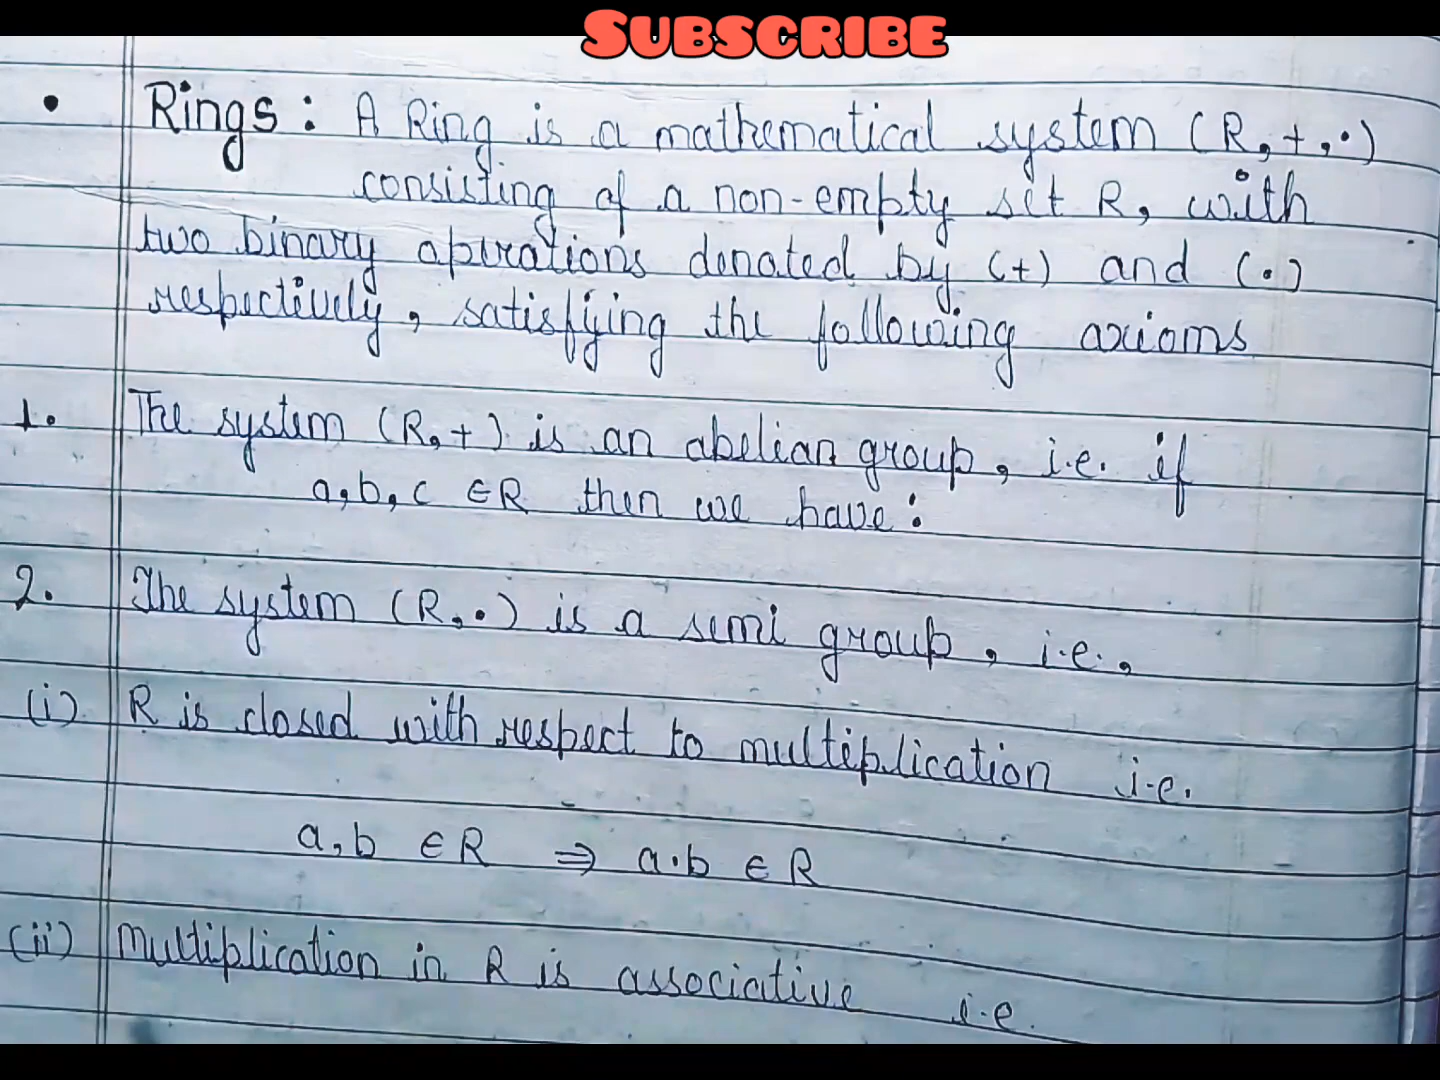 SUBSCRIBE
• Rings : A Ring is a mathematical system (R, +, •)
consisting of a non-empty set R, with
two binary operations denoted by (+) and (•)
respectively, satisfying the following axioms
1. The system (R, +) is an abelian group, i.e. if
a, b, c ∈ R then we have :
2. The system (R, •) is a semi group, i.e.,
(i) R is closed with respect to multiplication i.e.
a, b ∈ R ⇒ a·b ∈ R
(ii) Multiplication in R is associative i.e.